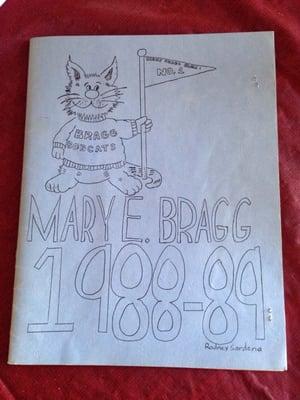 NO. 1
BRAGG
BOBCATS
MARY E. BRAGG
1988-89
Rodney Sardena